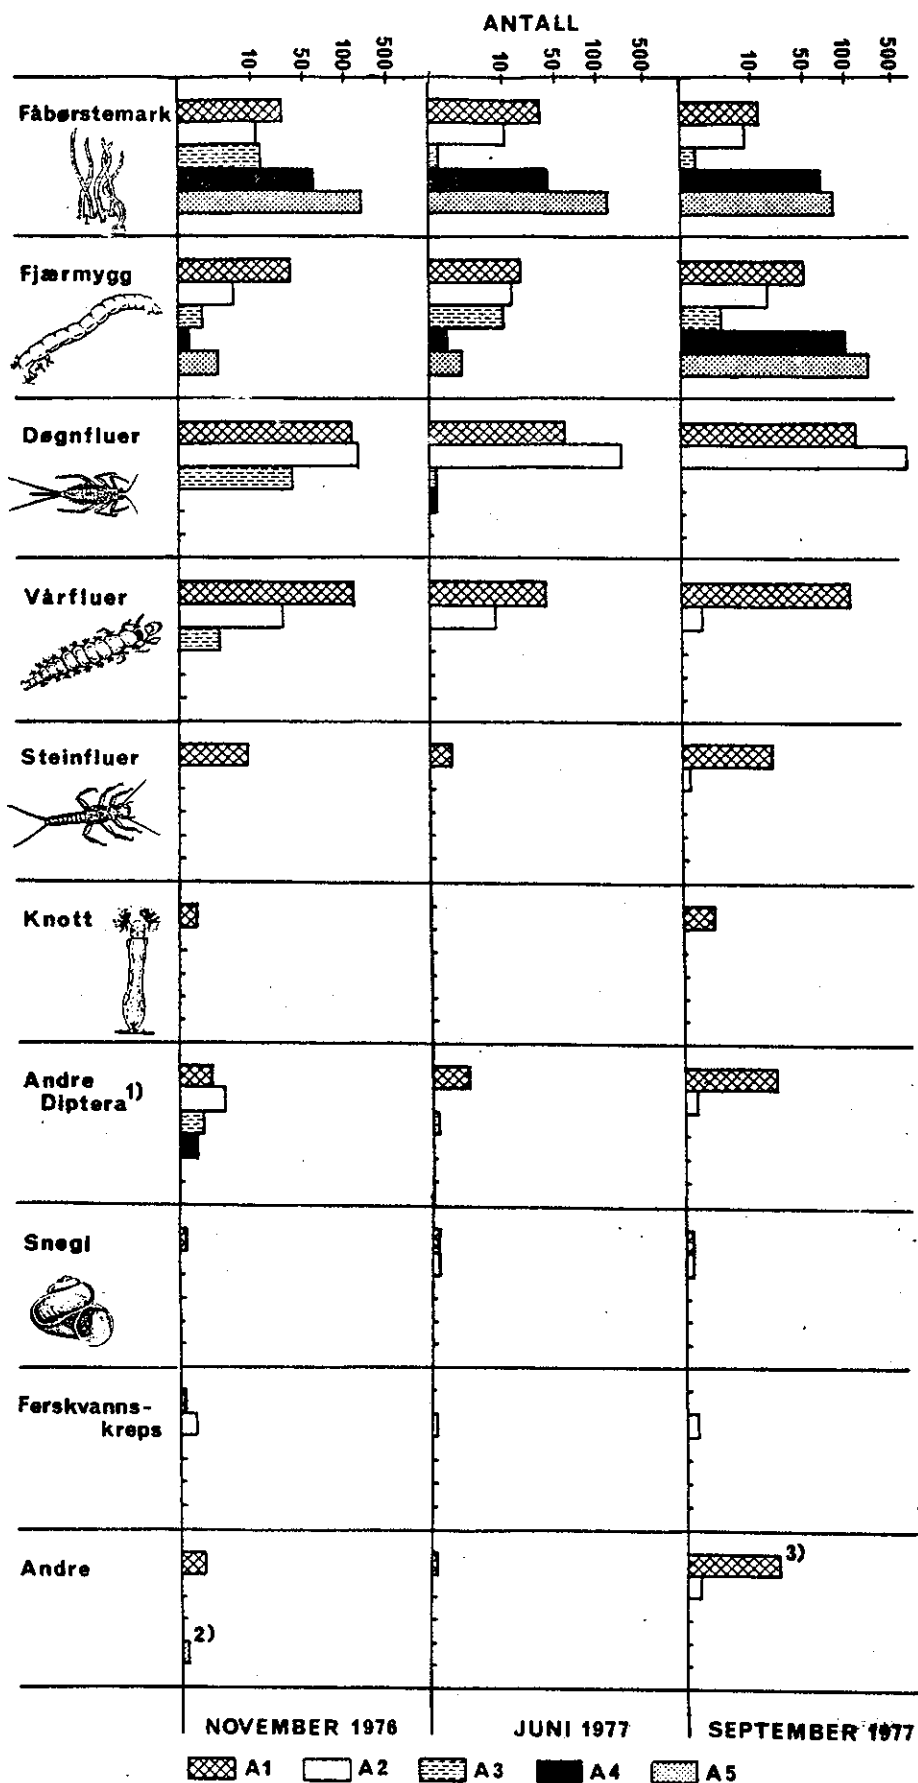 ANTALL
10 50 100 500 10 50 100 500 10 50 100 500
Fåbørstemark
Fjærmygg
Døgnfluer
Vårfluer
Steinfluer
Knott
Andre
Diptera1)
Snegl
Ferskvanns-
kreps
Andre
3)
2)
NOVEMBER 1976 JUNI 1977 SEPTEMBER 1977
A1 A2 A3 A4 A5